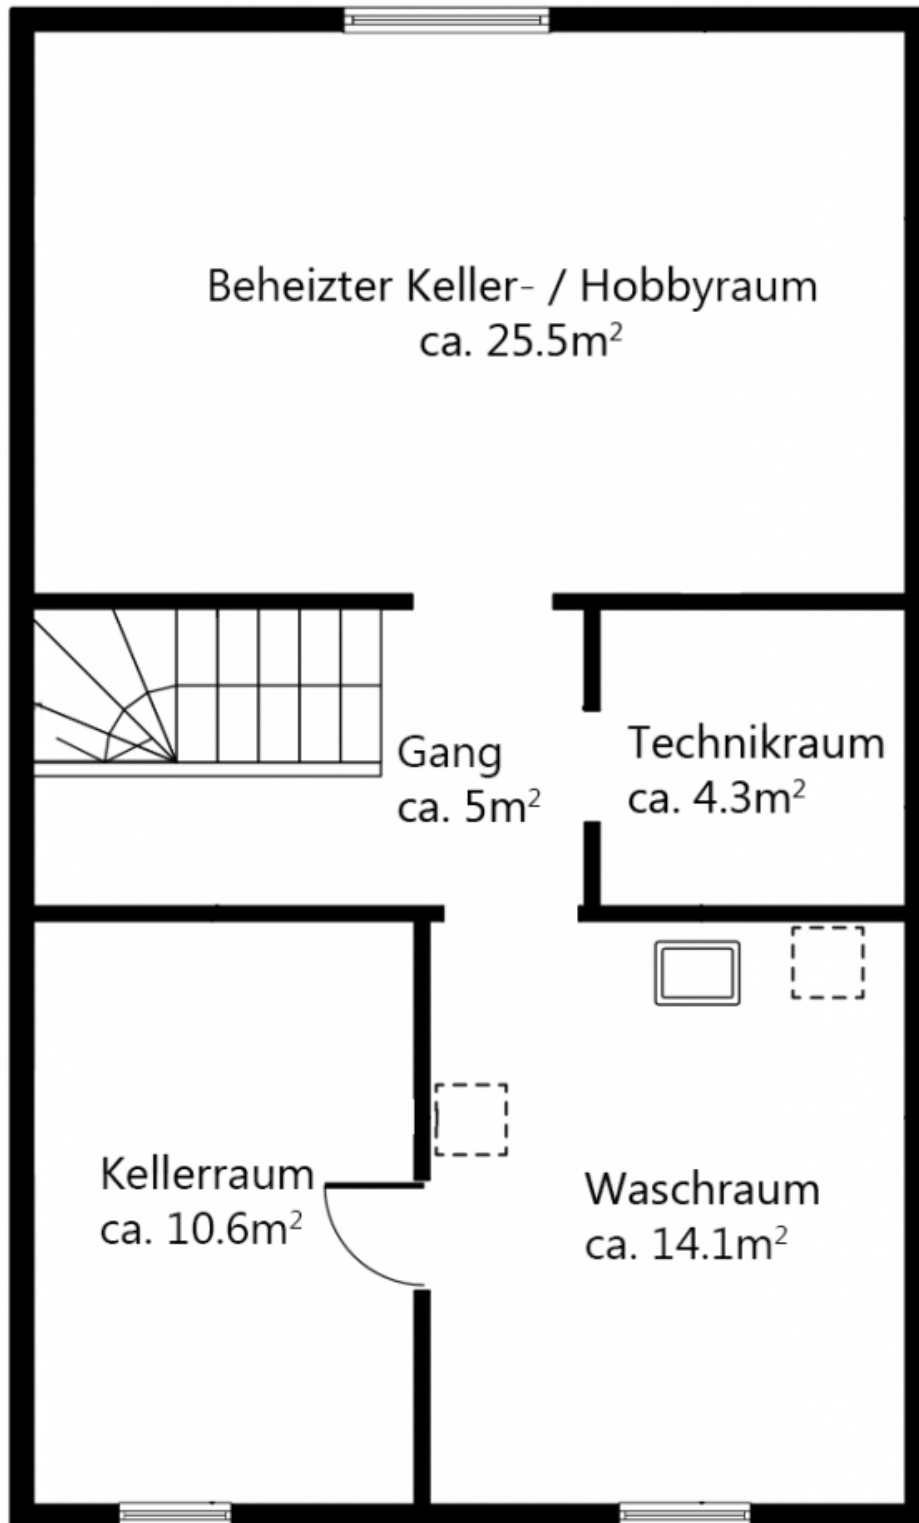 Beheizter Keller- / Hobbyraum
ca. 25.5m²
Gang
ca. 5m²
Technikraum
ca. 4.3m²
Kellerraum
ca. 10.6m²
Waschraum
ca. 14.1m²